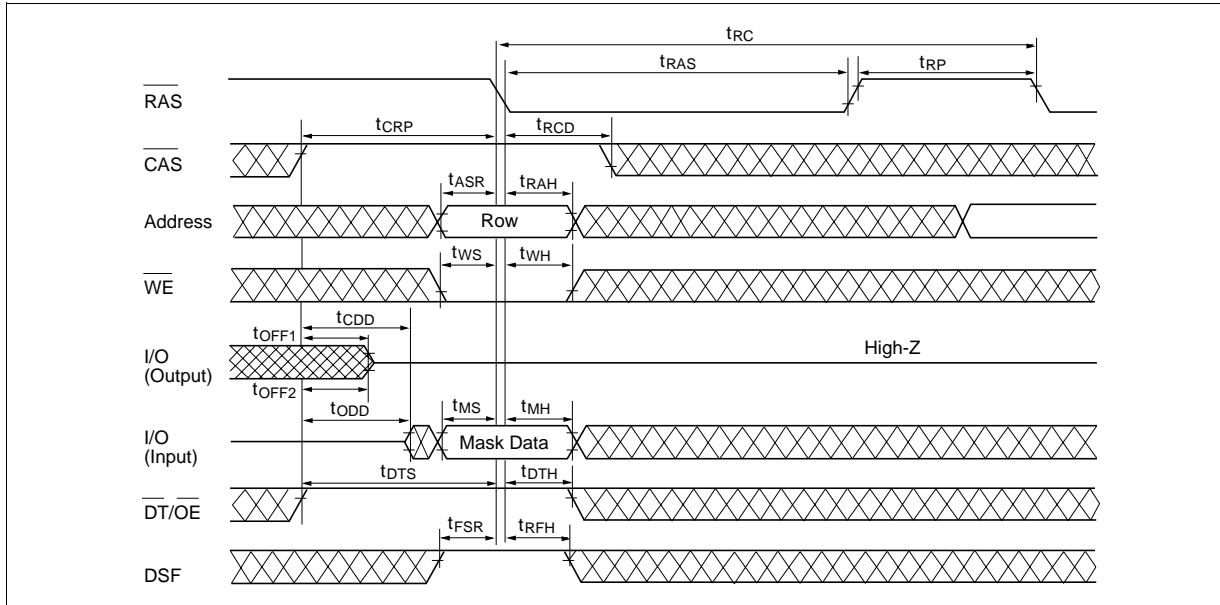 tRC
tRAS
tRP
RAS
tCRP
tRCD
CAS
tASR
tRAH
Address
Row
tWS
tWH
WE
tCDD
tOFF1
High-Z
I/O
(Output)
tOFF2
tODD
tMS
tMH
I/O
(Input)
Mask Data
tDTS
tDTH
DT/OE
tFSR
tRFH
DSF